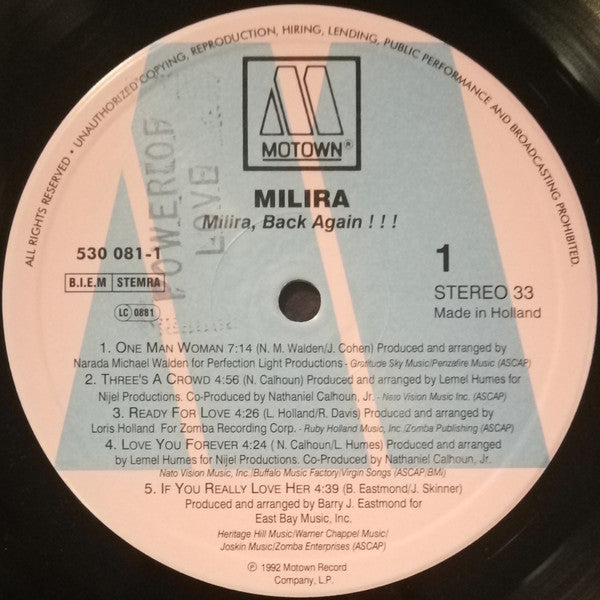 ALL RIGHTS RESERVED • UNAUTHORIZED COPYING, REPRODUCTION, HIRING, LENDING, PUBLIC PERFORMANCE AND BROADCASTING PROHIBITED.
MOTOWN®
POWER OF
LOVE
MILIRA
Milira, Back Again ! ! !
530 081-1
1
B.I.E.M STEMRA
STEREO 33
LC 0881
Made in Holland
1. ONE MAN WOMAN 7:14 (N. M. Walden/J. Cohen) Produced and arranged by
Narada Michael Walden for Perfection Light Productions - Gratitude Sky Music/Penzafire Music (ASCAP)
2. THREE'S A CROWD 4:56 (N. Calhoun) Produced and arranged by Lemel Humes for
Nijel Productions. Co-Produced by Nathaniel Calhoun, Jr. - Neto Vision Music Inc. (ASCAP)
3. READY FOR LOVE 4:26 (L. Holland/R. Davis) Produced and arranged by
Loris Holland. For Zomba Recording Corp. - Ruby Holland Music, Inc./Zomba Publishing (ASCAP)
4. LOVE YOU FOREVER 4:24 ( N. Calhoun/L. Humes) Produced and arranged
by Lemel Humes for Nijel Productions. Co-Produced by Nathaniel Calhoun, Jr.
Nato Vision Music, Inc./Buffalo Music Factory/Virgin Songs (ASCAP/BMI)
5. IF YOU REALLY LOVE HER 4:39 (B. Eastmond/J. Skinner)
Produced and arranged by Barry J. Eastmond for
East Bay Music, Inc.
Heritage Hill Music/Warner Chappel Music/
Joskin Music/Zomba Enterprises (ASCAP)
℗ 1992 Motown Record
Company, L.P.